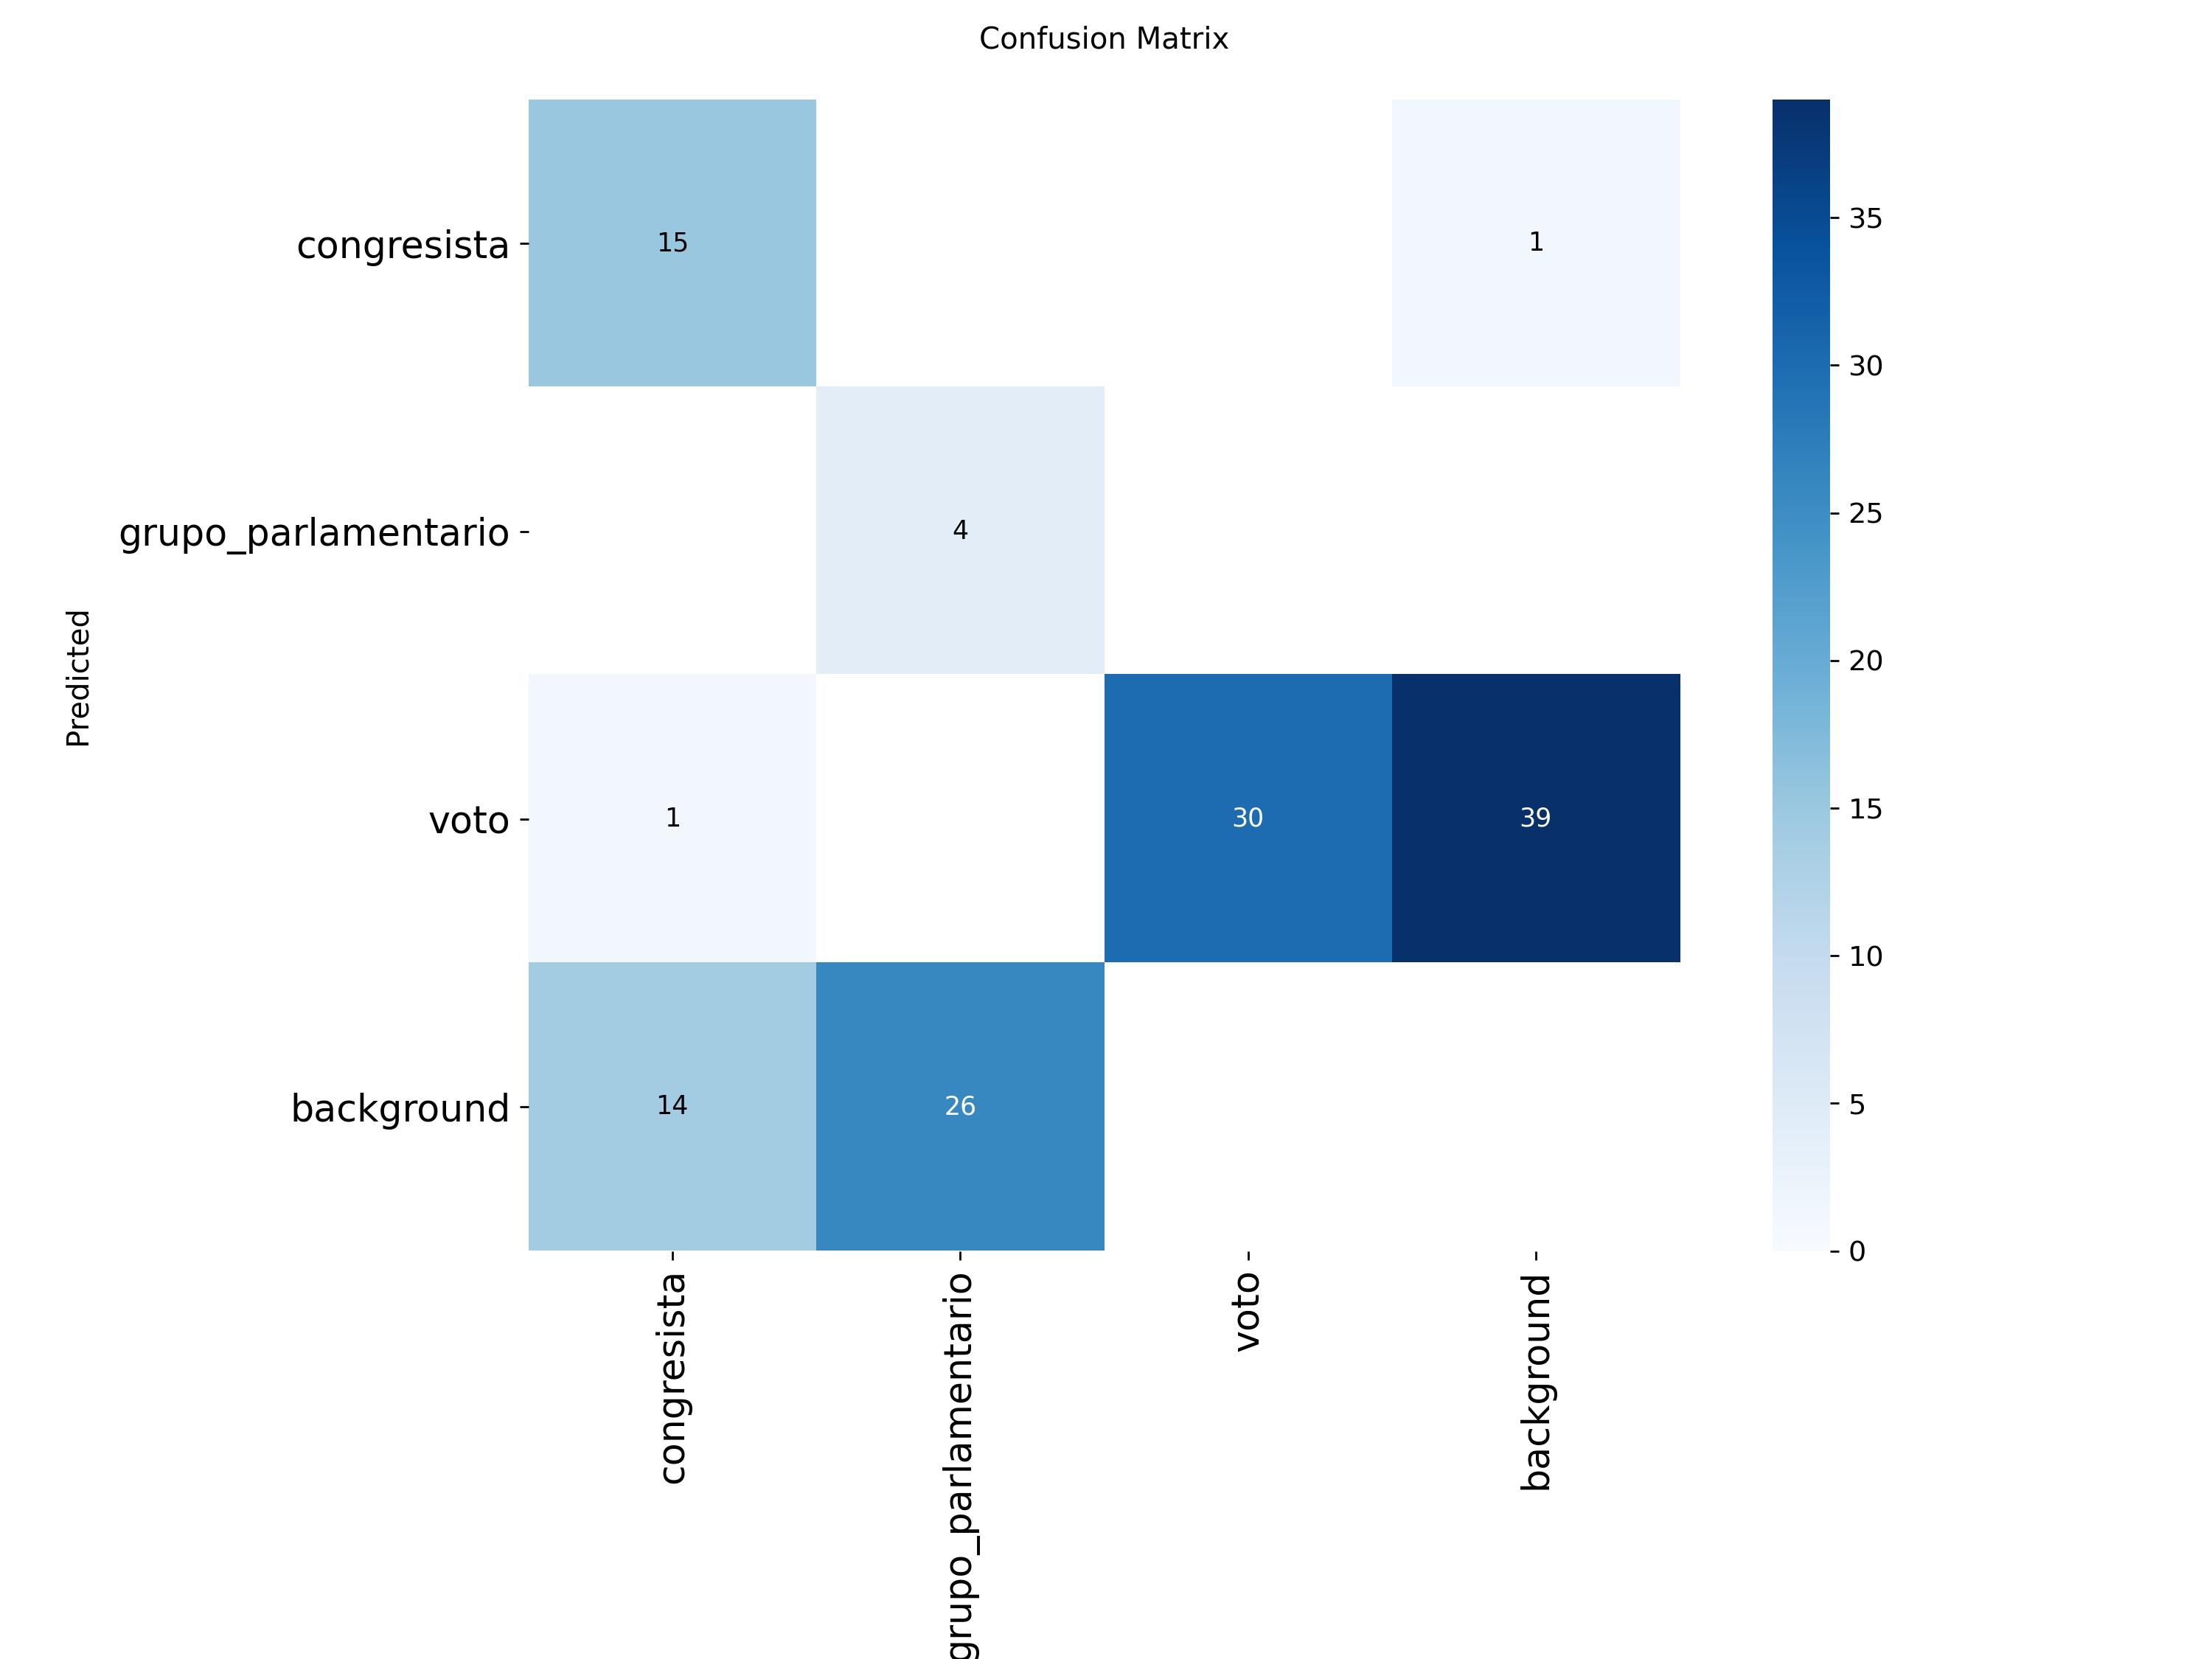 Confusion Matrix
Predicted
congresista
15
1
grupo_parlamentario
4
voto
1
30
39
background
14
26
congresista
grupo_parlamentario
voto
background
35
30
25
20
15
10
5
0